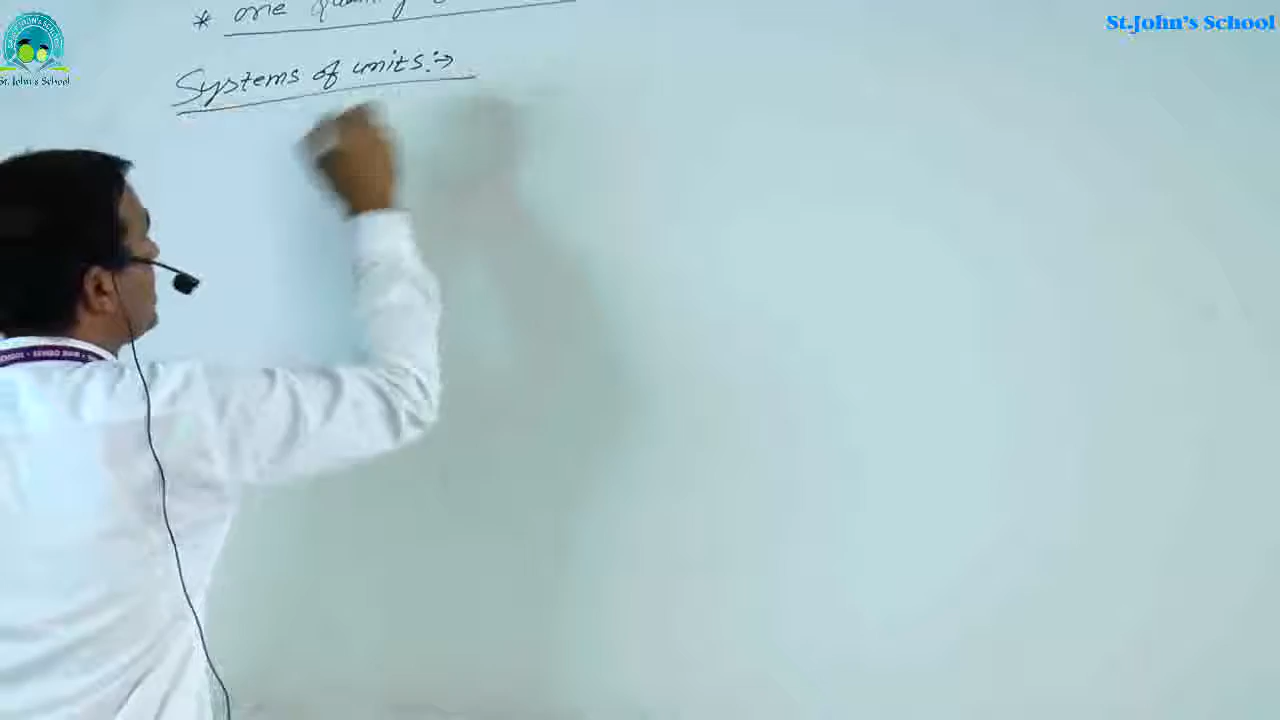 St.John's School
* one
Systems of units:→
St. John's School